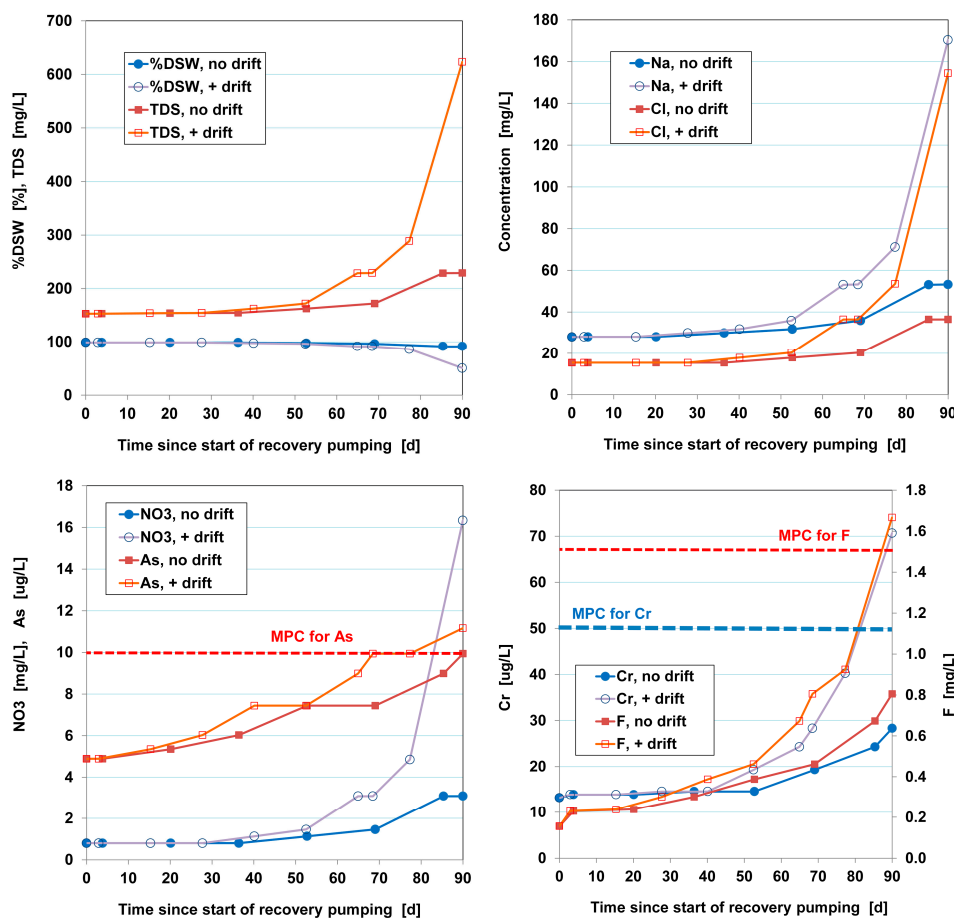 %DSW [%], TDS [mg/L]
700
600
500
400
300
200
100
0
%DSW, no drift
%DSW, + drift
TDS, no drift
TDS, + drift
0 10 20 30 40 50 60 70 80 90
Time since start of recovery pumping [d]
Concentration [mg/L]
180
160
140
120
100
80
60
40
20
0
Na, no drift
Na, + drift
Cl, no drift
Cl, + drift
0 10 20 30 40 50 60 70 80 90
Time since start of recovery pumping [d]
NO3 [mg/L], As [ug/L]
18
16
14
12
10
8
6
4
2
0
NO3, no drift
NO3, + drift
As, no drift
As, + drift
MPC for As
0 10 20 30 40 50 60 70 80 90
Time since start of recovery pumping [d]
Cr [ug/L]
80
70
60
50
40
30
20
10
0
MPC for F
MPC for Cr
Cr, no drift
Cr, + drift
F, no drift
F, + drift
1.8
1.6
1.4
1.2
1.0
0.8
0.6
0.4
0.2
0.0
F [mg/L]
0 10 20 30 40 50 60 70 80 90
Time since start of recovery pumping [d]